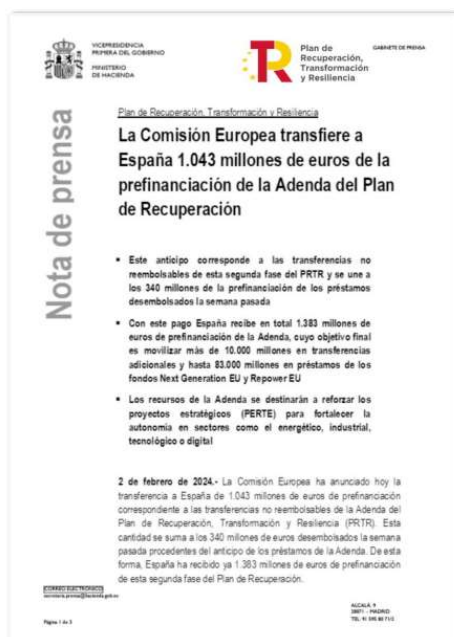 VICEPRESIDENCIA
PRIMERA DEL GOBIERNO
MINISTERIO
DE HACIENDA
Plan de
Recuperación,
Transformación
y Resiliencia
GABINETE DE PRENSA
Nota de prensa
Plan de Recuperación, Transformación y Resiliencia
La Comisión Europea transfiere a
España 1.043 millones de euros de la
prefinanciación de la Adenda del Plan
de Recuperación
▪ Este anticipo corresponde a las transferencias no
reembolsables de esta segunda fase del PRTR y se une a
los 340 millones de la prefinanciación de los préstamos
desembolsados la semana pasada
▪ Con este pago España recibe en total 1.383 millones de
euros de prefinanciación de la Adenda, cuyo objetivo final
es movilizar más de 10.000 millones en transferencias
adicionales y hasta 83.000 millones en préstamos de los
fondos Next Generation EU y Repower EU
▪ Los recursos de la Adenda se destinarán a reforzar los
proyectos estratégicos (PERTE) para fortalecer la
autonomía en sectores como el energético, industrial,
tecnológico o digital
2 de febrero de 2024.- La Comisión Europea ha anunciado hoy la
transferencia a España de 1.043 millones de euros de prefinanciación
correspondiente a las transferencias no reembolsables de la Adenda del
Plan de Recuperación, Transformación y Resiliencia (PRTR). Esta
cantidad se suma a los 340 millones de euros desembolsados la semana
pasada procedentes del anticipo de los préstamos de la Adenda. De esta
forma, España ha recibido ya 1.383 millones de euros de prefinanciación
de esta segunda fase del Plan de Recuperación.
CORREO ELECTRÓNICO
secretaria.prensa@hacienda.gob.es
Página 1 de 3
ALCALÁ, 9
28071 - MADRID